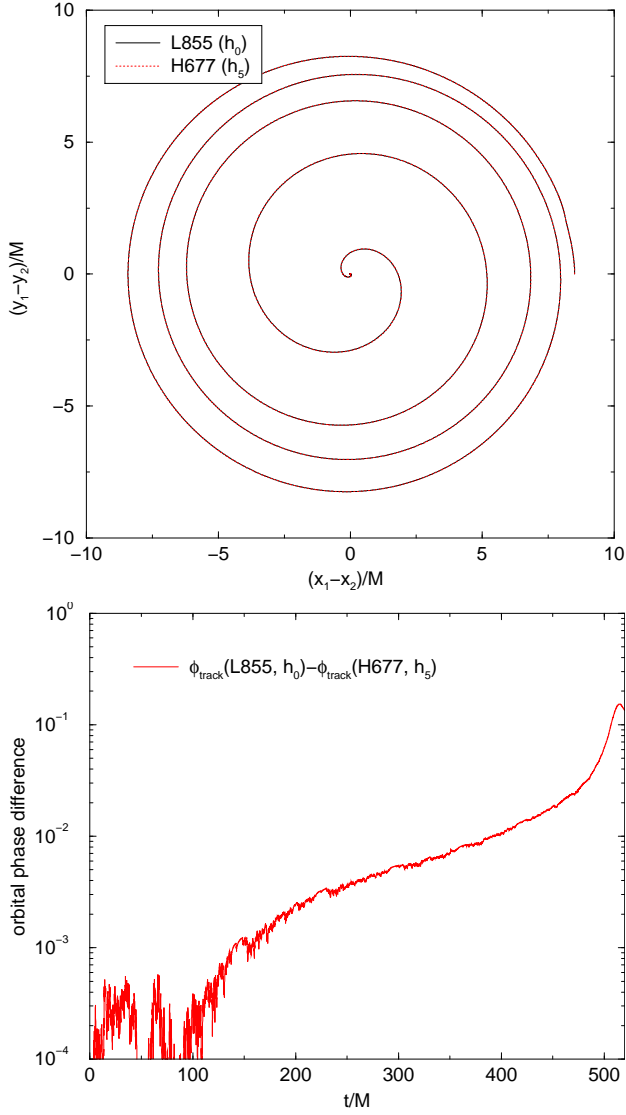 10
5
0
−5
−10
(y₁−y₂)/M
L855 (h₀)
H677 (h₅)
−10 −5 0 5 10
(x₁−x₂)/M
10⁰
10⁻¹
10⁻²
10⁻³
10⁻⁴
orbital phase difference
ϕtrack(L855, h₀)−ϕtrack(H677, h₅)
0 100 200 300 400 500
t/M